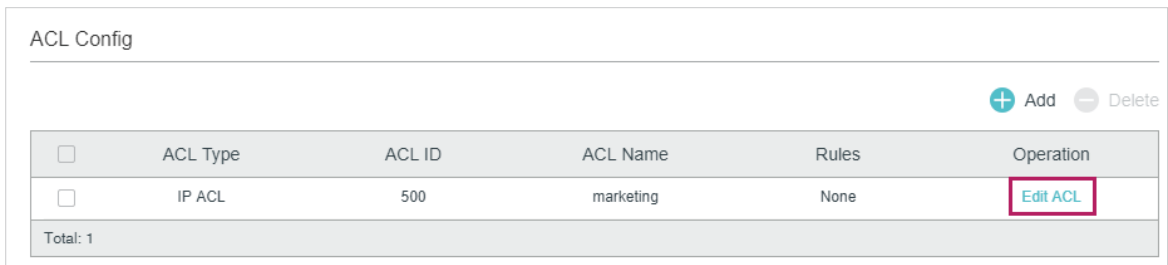 ACL Config
Add Delete
ACL Type ACL ID ACL Name Rules Operation
IP ACL 500 marketing None Edit ACL
Total: 1